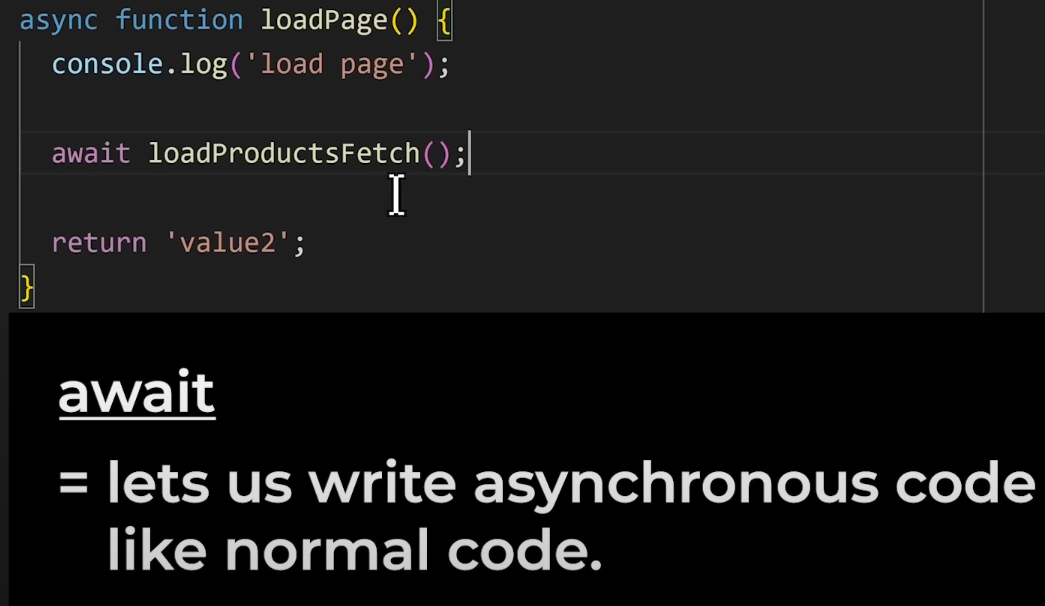 async function loadPage() {
console.log('load page');
await loadProductsFetch();
return 'value2';
}
await
= lets us write asynchronous code
like normal code.